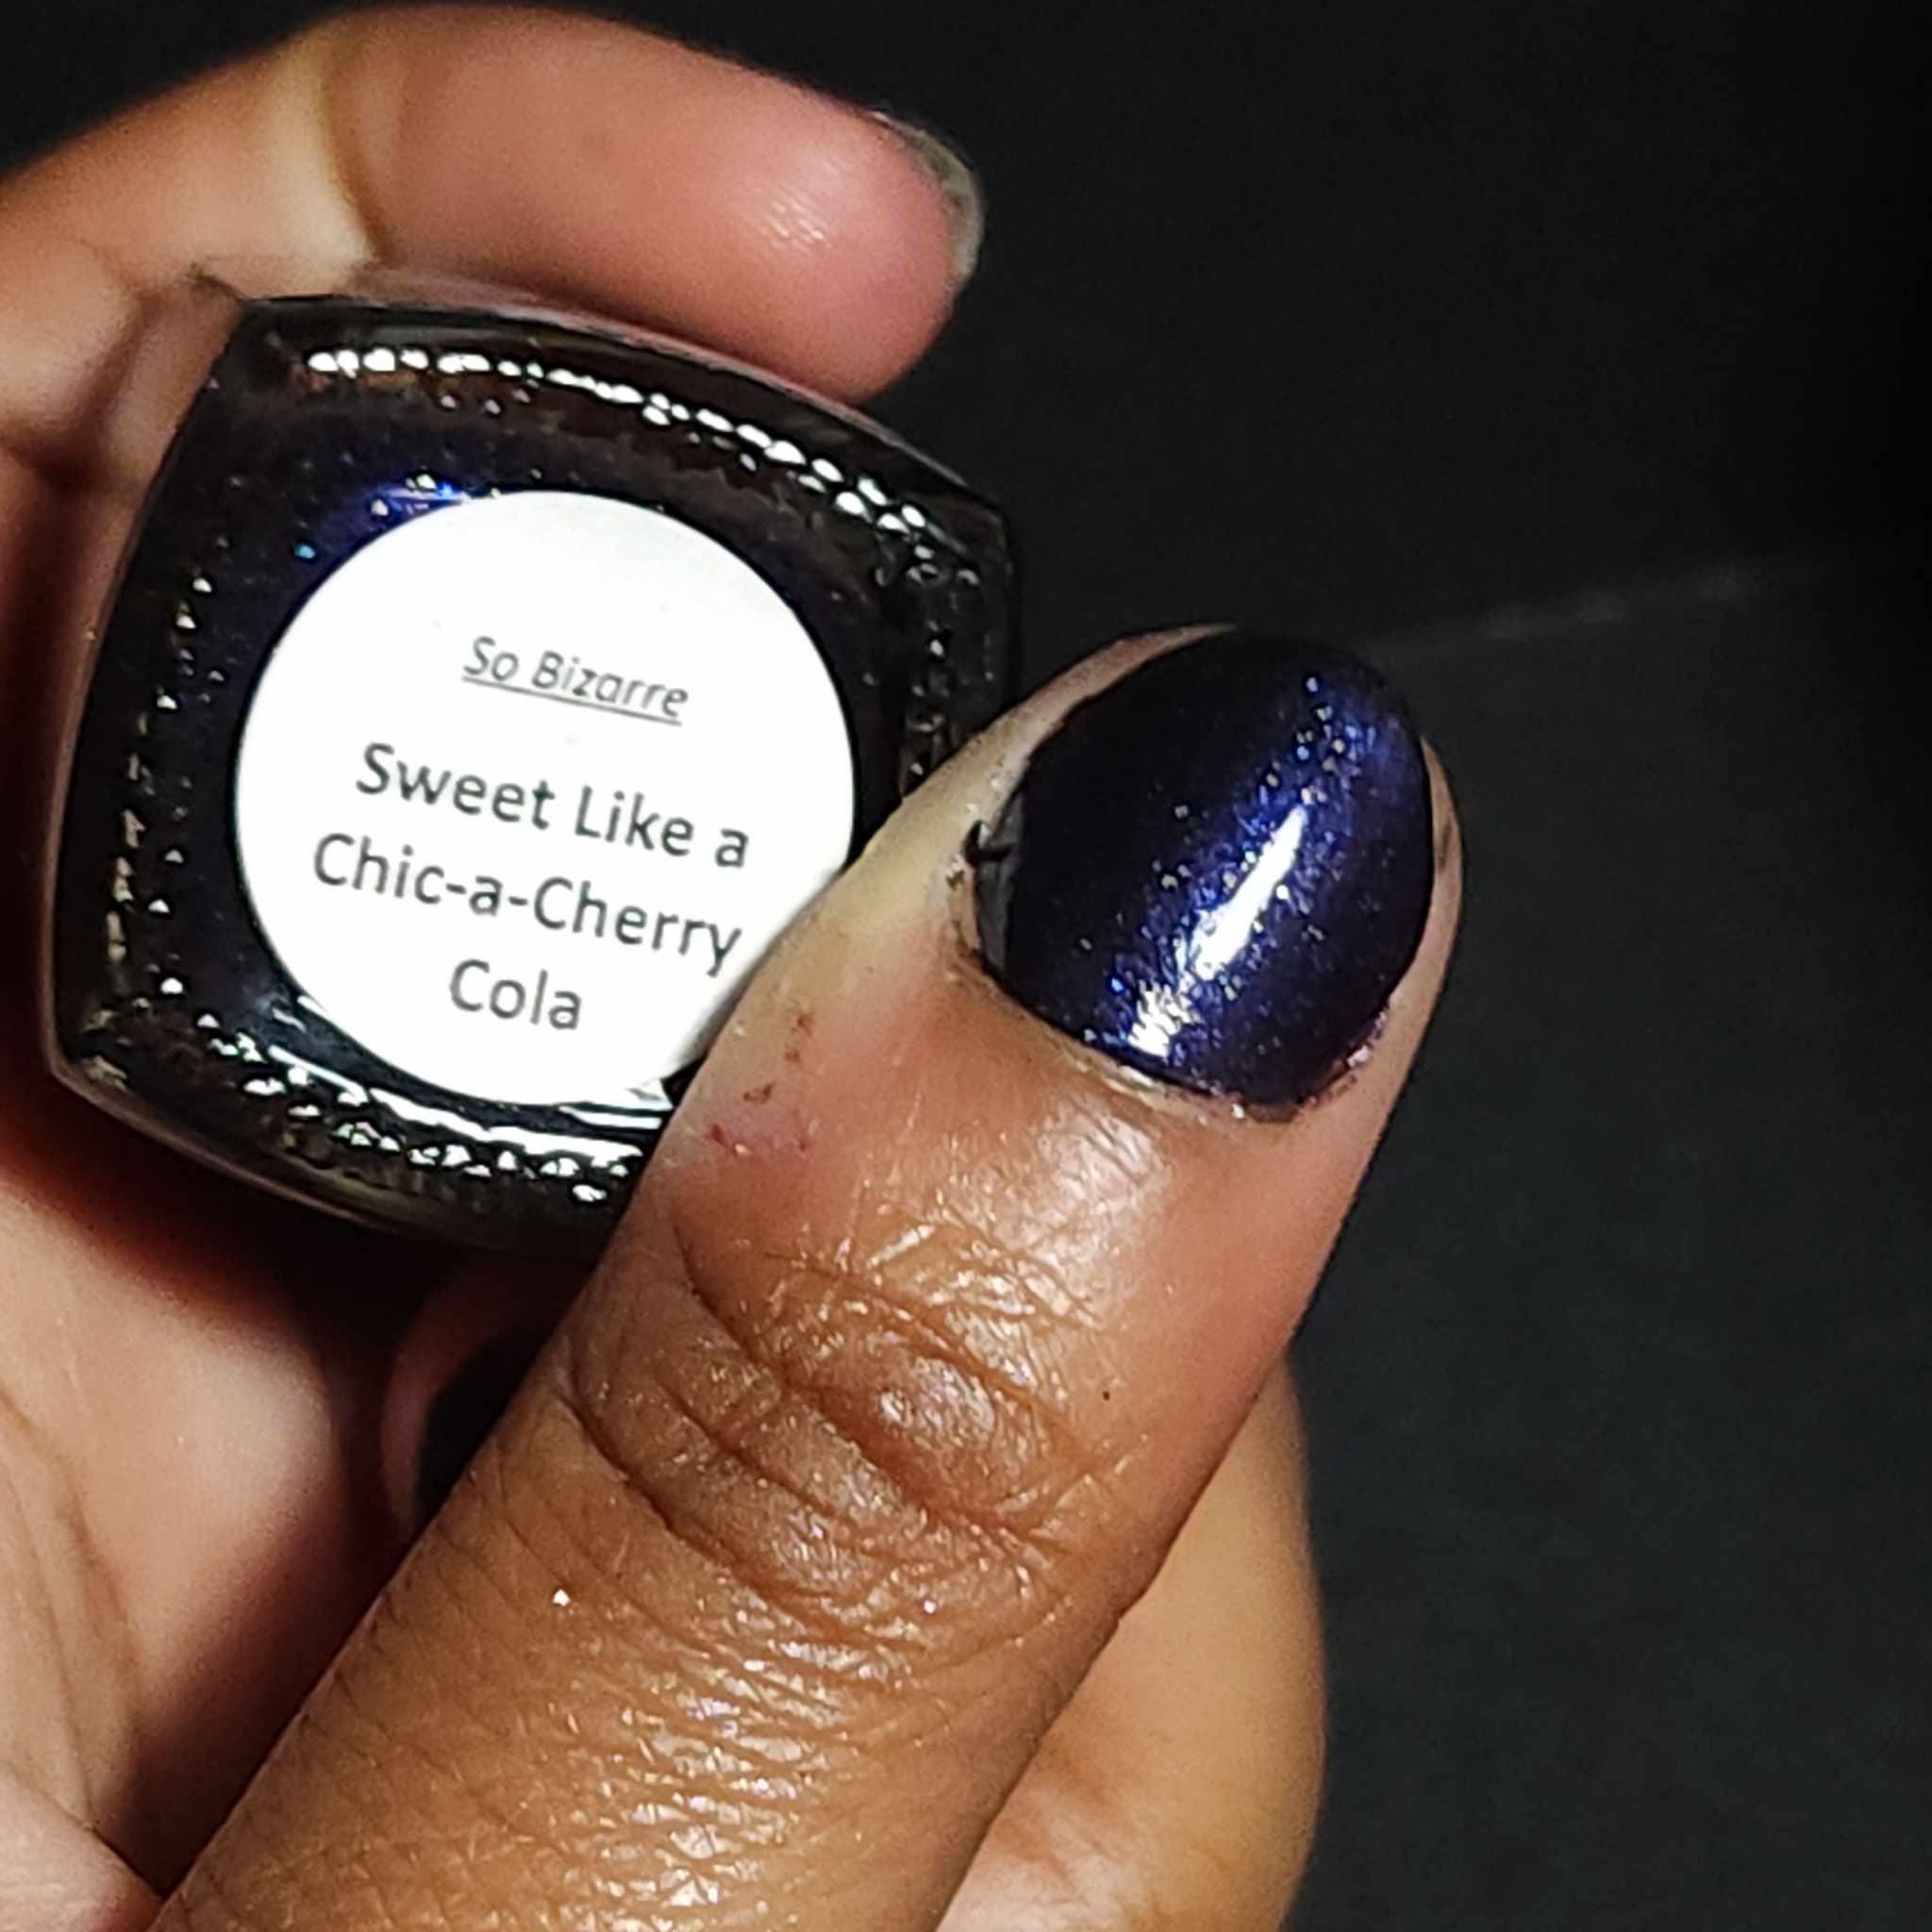 So Bizarre
Sweet Like a
Chic-a-Cherry
Cola